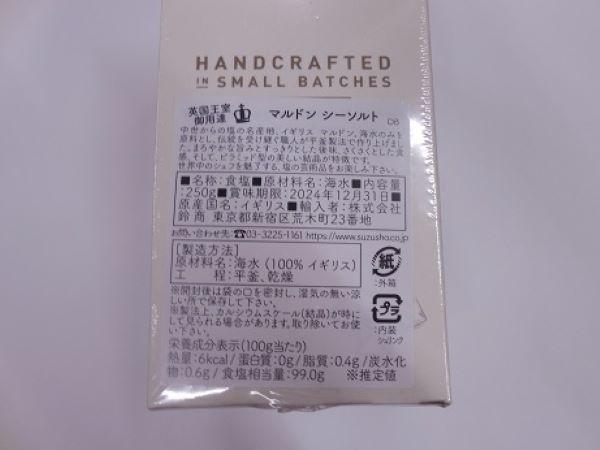 HANDCRAFTED
IN SMALL BATCHES
英国王室
御用達
マルドン シーソルト DB
中世からの塩の名産地、イギリス マルドン。海水のみを
原料とし、伝統を受け継ぐ職人が平釜製法で作り上げまし
た。まろやかな旨みとすっきりとした後味、さくさくとした食
感、そして、ピラミッド型の美しい結晶が特徴です。
世界中のシェフを魅了する、塩の芸術品をお楽しみ下さい。
■名称:食塩■原材料名:海水■内容量
:250g■賞味期限:2024年12月31日■
原産国名:イギリス■輸入者:株式会社
鈴商 東京都新宿区荒木町23番地
お問い合わせ先:☎03-3225-1161 https://www.suzusho.co.jp
[製造方法]
原材料名:海水 (100% イギリス)
工 程:平釜、乾燥
※開封後は袋の口を密封し、湿気の無い涼
しい所で保存して下さい。
※製法上、カルシウムスケール(結晶)が時に
して見られる場合があります。取り除いてお使
い下さい。
紙
:外箱
プラ
:内装
シュリンク
栄養成分表示(100g当たり)
熱量:6kcal/蛋白質:0g/脂質:0.4g/炭水化
物:0.6g/食塩相当量:99.0g ※推定値